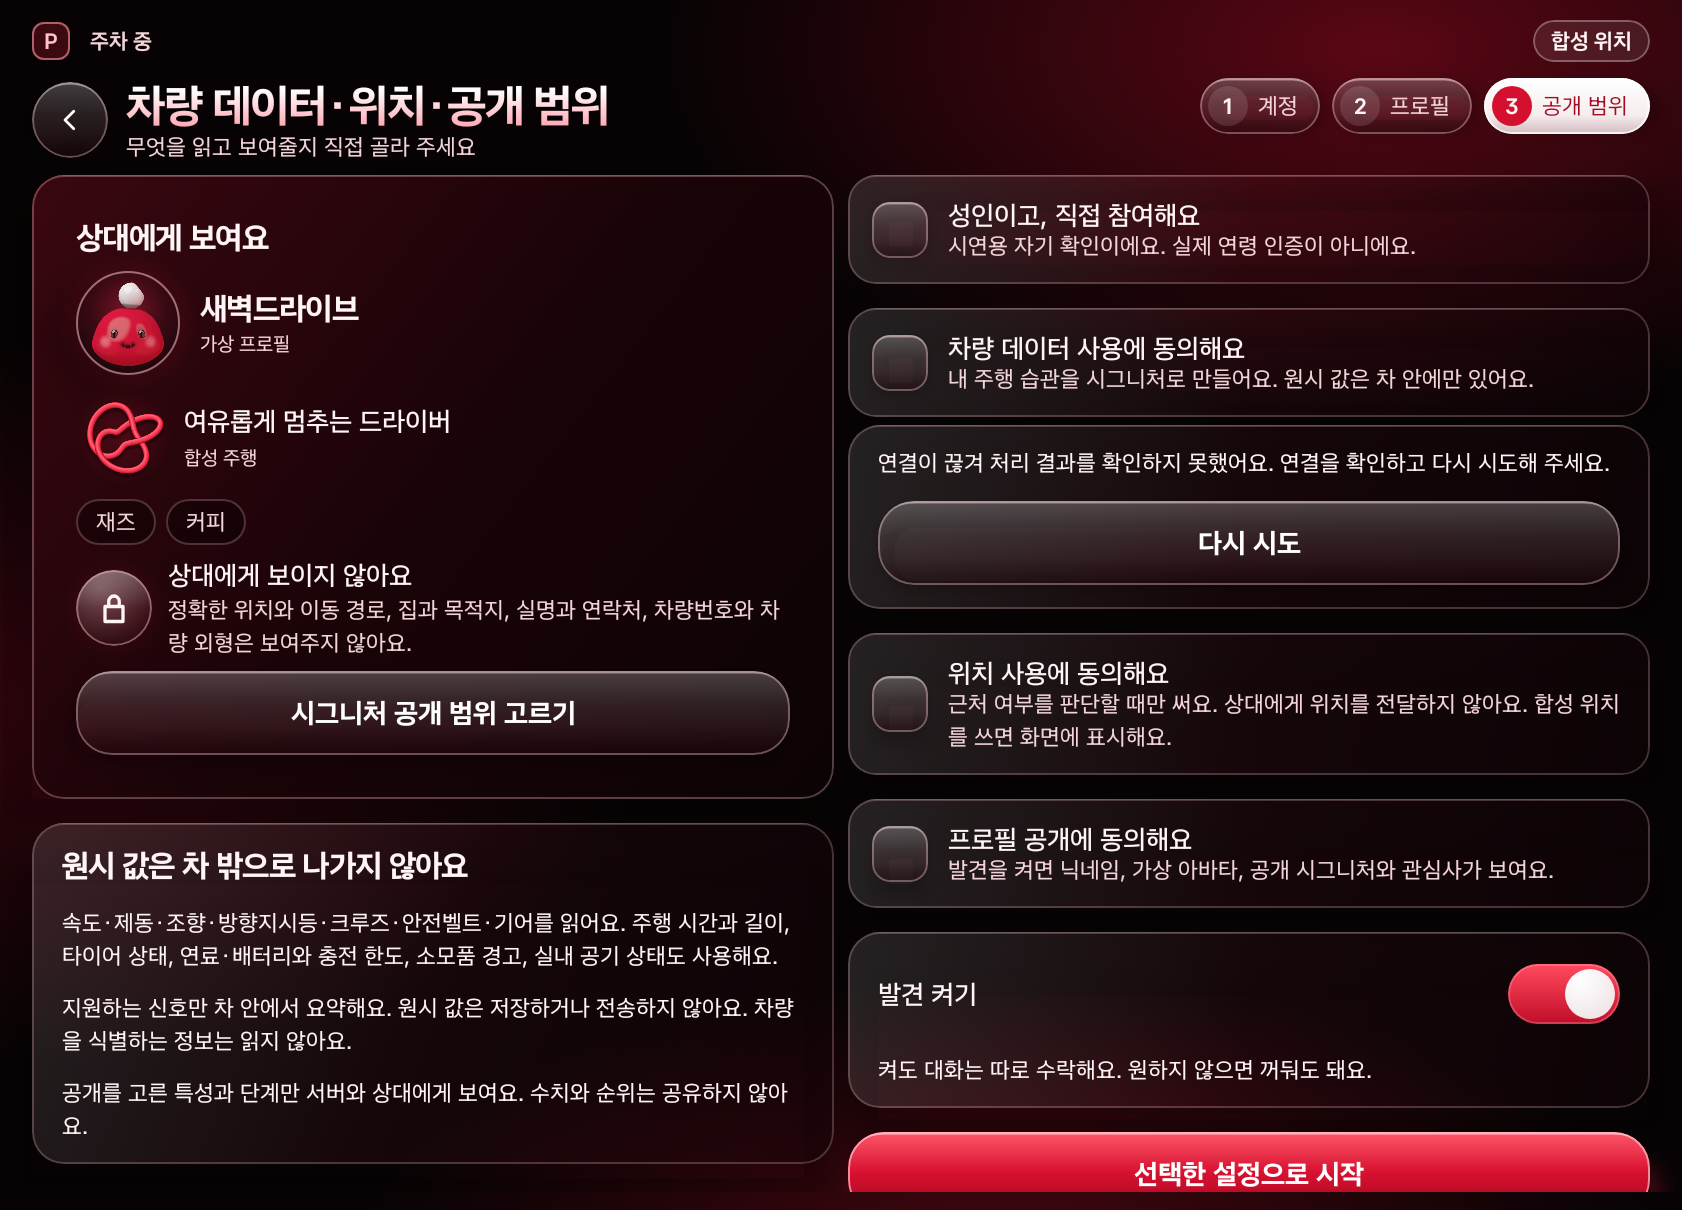 P 주차 중
합성 위치
차량 데이터·위치·공개 범위
무엇을 읽고 보여줄지 직접 골라 주세요
1 계정
2 프로필
3 공개 범위
상대에게 보여요
새벽드라이브
가상 프로필
여유롭게 멈추는 드라이버
합성 주행
재즈
커피
상대에게 보이지 않아요
정확한 위치와 이동 경로, 집과 목적지, 실명과 연락처, 차량번호와 차
량 외형은 보여주지 않아요.
시그니처 공개 범위 고르기
원시 값은 차 밖으로 나가지 않아요
속도·제동·조향·방향지시등·크루즈·안전벨트·기어를 읽어요. 주행 시간과 길이,
타이어 상태, 연료·배터리와 충전 한도, 소모품 경고, 실내 공기 상태도 사용해요.
지원하는 신호만 차 안에서 요약해요. 원시 값은 저장하거나 전송하지 않아요. 차량
을 식별하는 정보는 읽지 않아요.
공개를 고른 특성과 단계만 서버와 상대에게 보여요. 수치와 순위는 공유하지 않아
요.
성인이고, 직접 참여해요
시연용 자기 확인이에요. 실제 연령 인증이 아니에요.
차량 데이터 사용에 동의해요
내 주행 습관을 시그니처로 만들어요. 원시 값은 차 안에만 있어요.
연결이 끊겨 처리 결과를 확인하지 못했어요. 연결을 확인하고 다시 시도해 주세요.
다시 시도
위치 사용에 동의해요
근처 여부를 판단할 때만 써요. 상대에게 위치를 전달하지 않아요. 합성 위치
를 쓰면 화면에 표시해요.
프로필 공개에 동의해요
발견을 켜면 닉네임, 가상 아바타, 공개 시그니처와 관심사가 보여요.
발견 켜기
켜도 대화는 따로 수락해요. 원하지 않으면 꺼둬도 돼요.
선택한 설정으로 시작